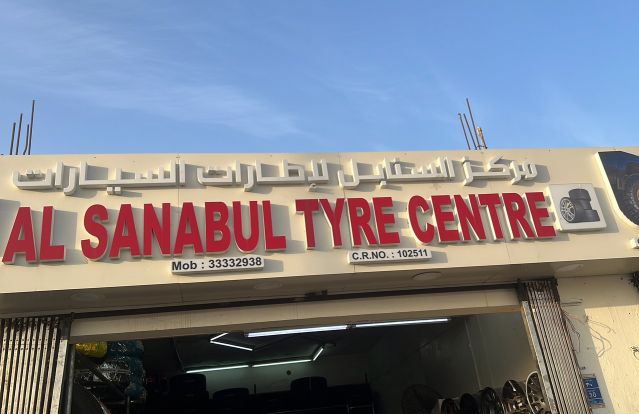 مركز السنابل لإطارات السيارات
AL SANABUL TYRE CENTRE
Mob : 33332938
C.R.NO. : 102511